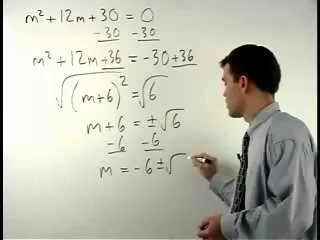 m² + 12m + 30 = 0
-30 -30
m² + 12m + 36 = -30 + 36
√(m+6)² = √6
m + 6 = ± √6
-6 -6
m = -6 ± √